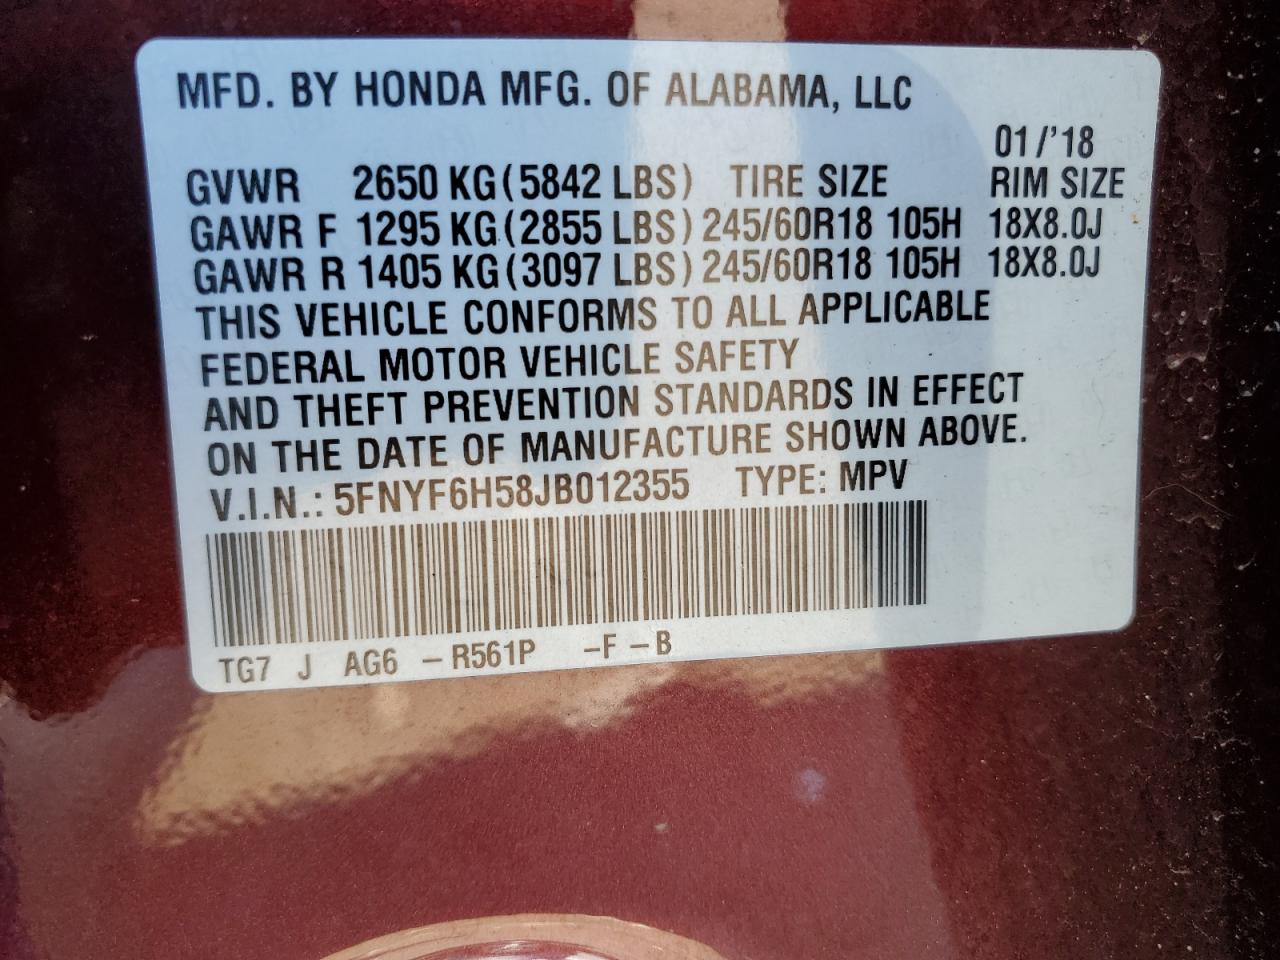 MFD. BY HONDA MFG. OF ALABAMA, LLC
01/'18
GVWR 2650 KG(5842 LBS) TIRE SIZE RIM SIZE
GAWR F 1295 KG(2855 LBS) 245/60R18 105H 18X8.0J
GAWR R 1405 KG(3097 LBS) 245/60R18 105H 18X8.0J
THIS VEHICLE CONFORMS TO ALL APPLICABLE
FEDERAL MOTOR VEHICLE SAFETY
AND THEFT PREVENTION STANDARDS IN EFFECT
ON THE DATE OF MANUFACTURE SHOWN ABOVE.
V.I.N.: 5FNYF6H58JB012355 TYPE: MPV
TG7 J AG6 -R561P -F-B